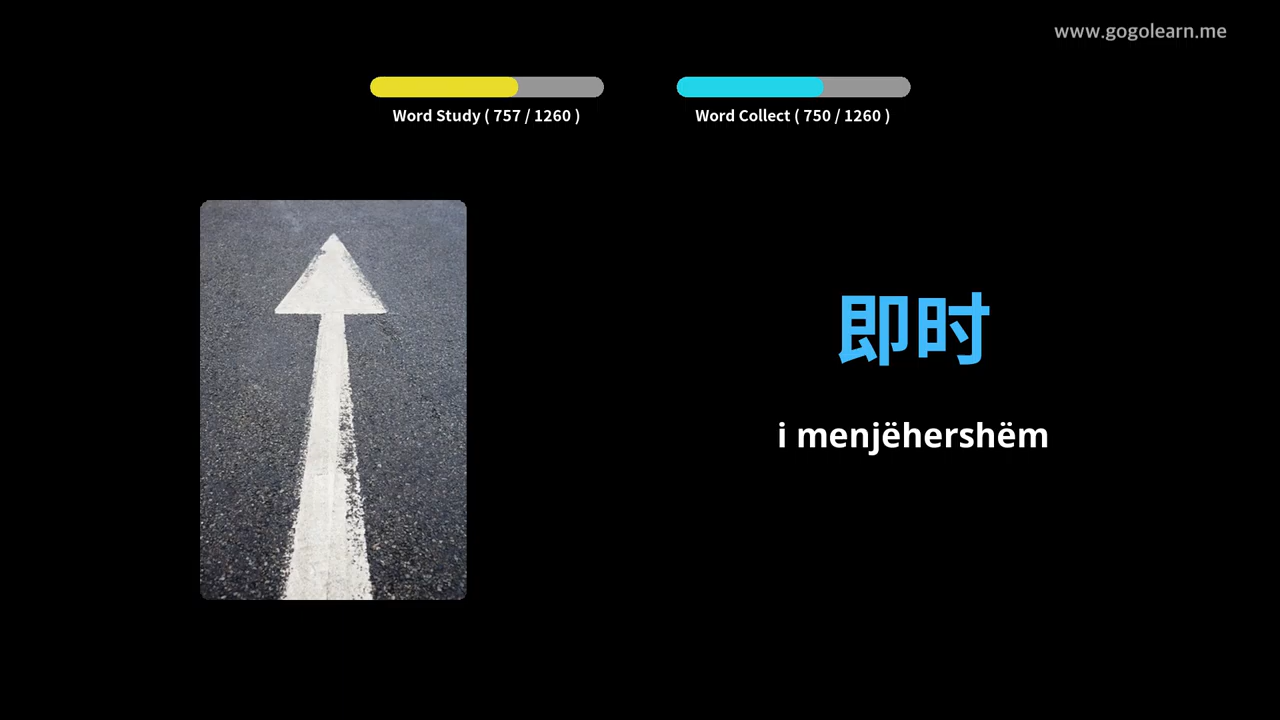 www.gogolearn.me
Word Study ( 757 / 1260 )
Word Collect ( 750 / 1260 )
即时
i menjëhershëm